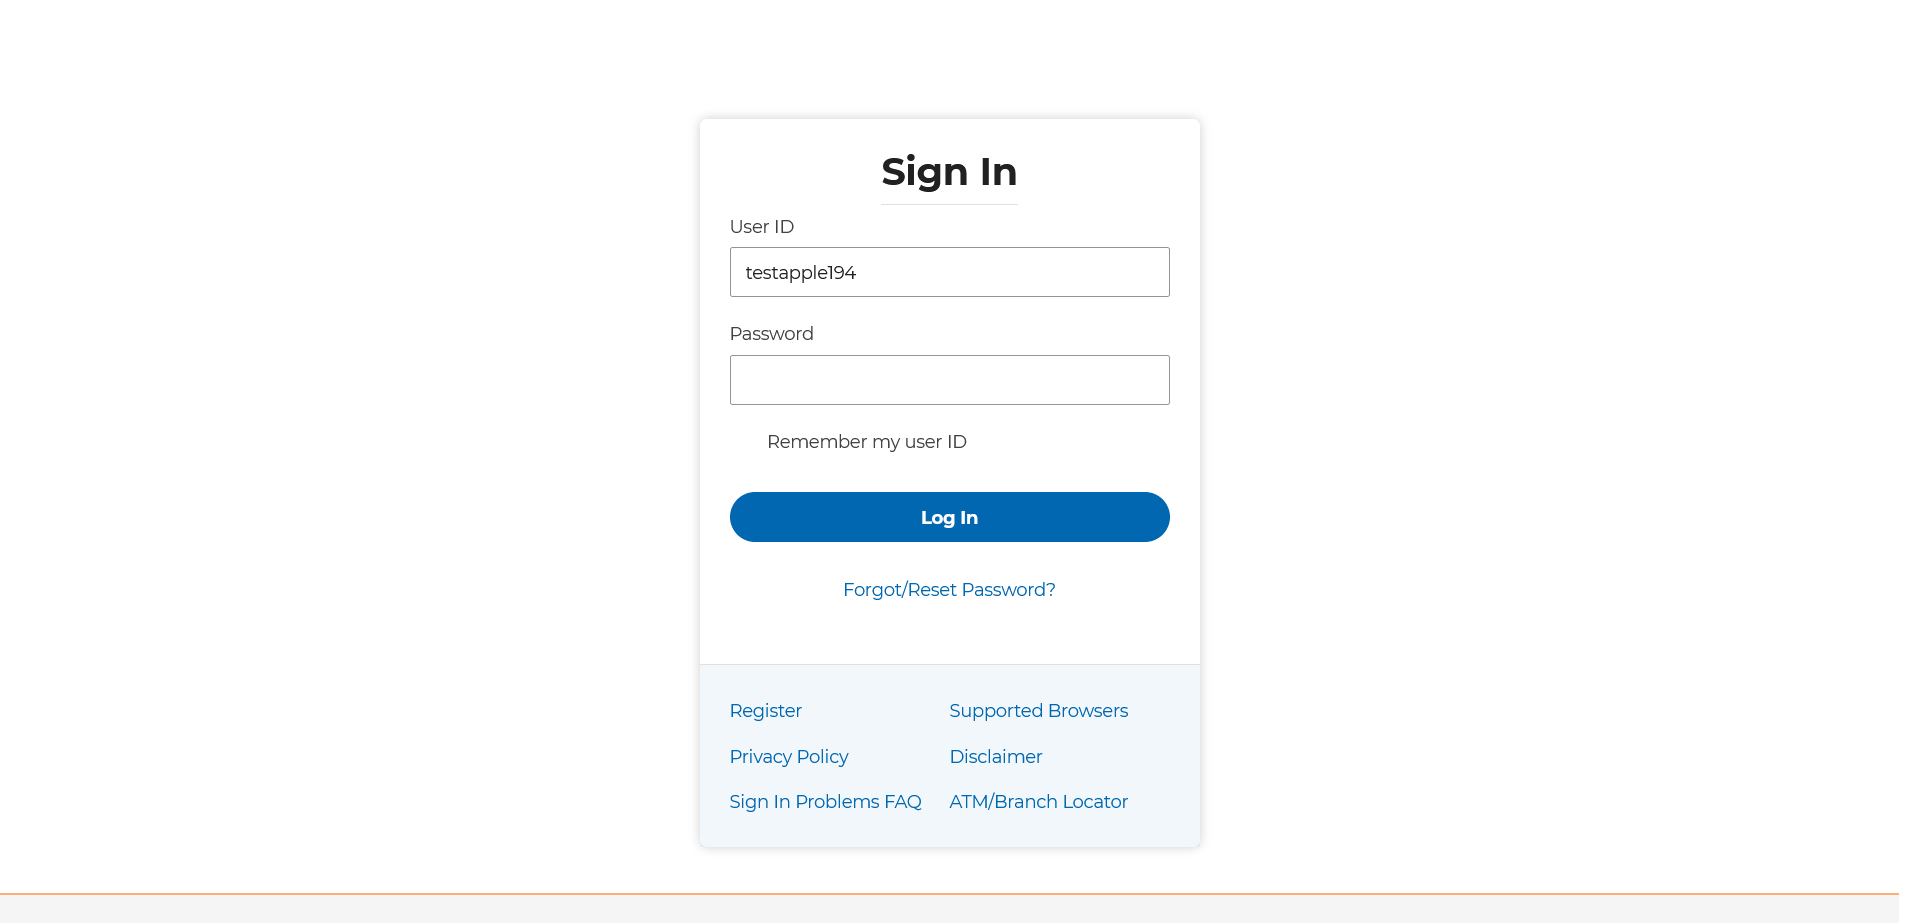 Sign In
User ID
testapple194
Password
Remember my user ID
Log In
Forgot/Reset Password?
Register
Supported Browsers
Privacy Policy
Disclaimer
Sign In Problems FAQ
ATM/Branch Locator